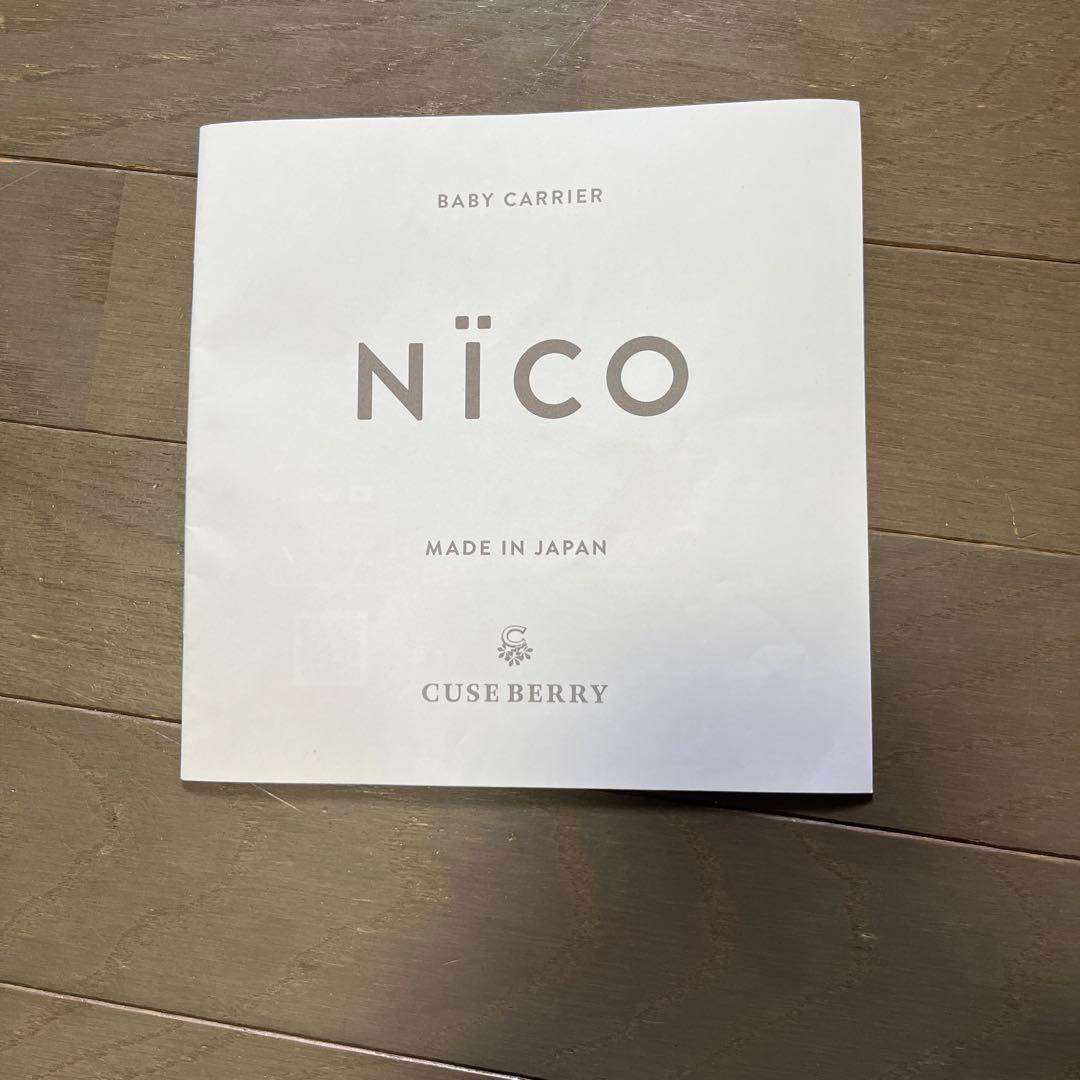 BABY CARRIER
NÏCO
MADE IN JAPAN
C
CUSE BERRY